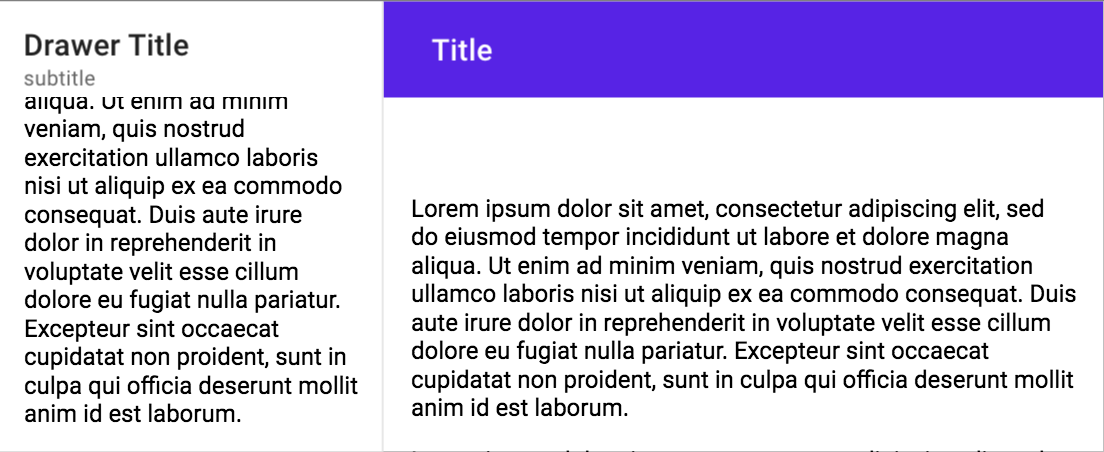 Drawer Title
subtitle
aliqua. Ut enim ad minim
veniam, quis nostrud
exercitation ullamco laboris
nisi ut aliquip ex ea commodo
consequat. Duis aute irure
dolor in reprehenderit in
voluptate velit esse cillum
dolore eu fugiat nulla pariatur.
Excepteur sint occaecat
cupidatat non proident, sunt in
culpa qui officia deserunt mollit
anim id est laborum.
Title
Lorem ipsum dolor sit amet, consectetur adipiscing elit, sed
do eiusmod tempor incididunt ut labore et dolore magna
aliqua. Ut enim ad minim veniam, quis nostrud exercitation
ullamco laboris nisi ut aliquip ex ea commodo consequat. Duis
aute irure dolor in reprehenderit in voluptate velit esse cillum
dolore eu fugiat nulla pariatur. Excepteur sint occaecat
cupidatat non proident, sunt in culpa qui officia deserunt mollit
anim id est laborum.